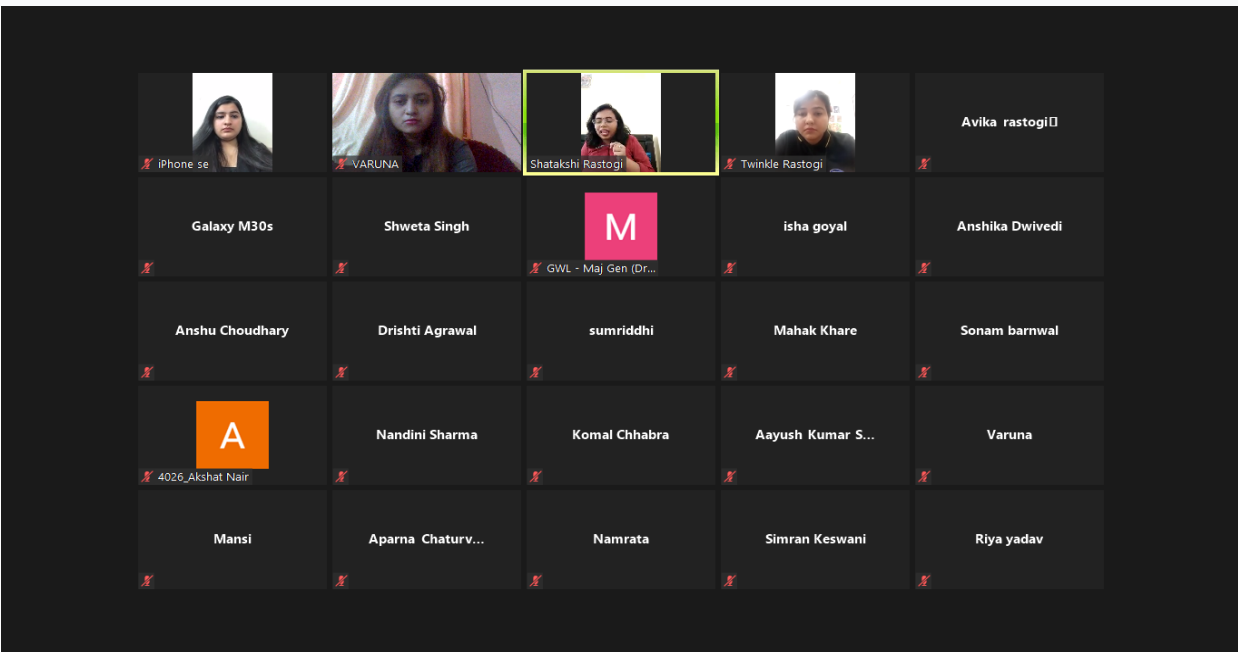 iPhone se
VARUNA
Shatakshi Rastogi
Twinkle Rastogi
Avika rastogi
Galaxy M30s
Shweta Singh
M
GWL - Maj Gen (Dr...
isha goyal
Anshika Dwivedi
Anshu Choudhary
Drishti Agrawal
sumriddhi
Mahak Khare
Sonam barnwal
A
4026_Akshat Nair
Nandini Sharma
Komal Chhabra
Aayush Kumar S...
Varuna
Mansi
Aparna Chaturv...
Namrata
Simran Keswani
Riya yadav